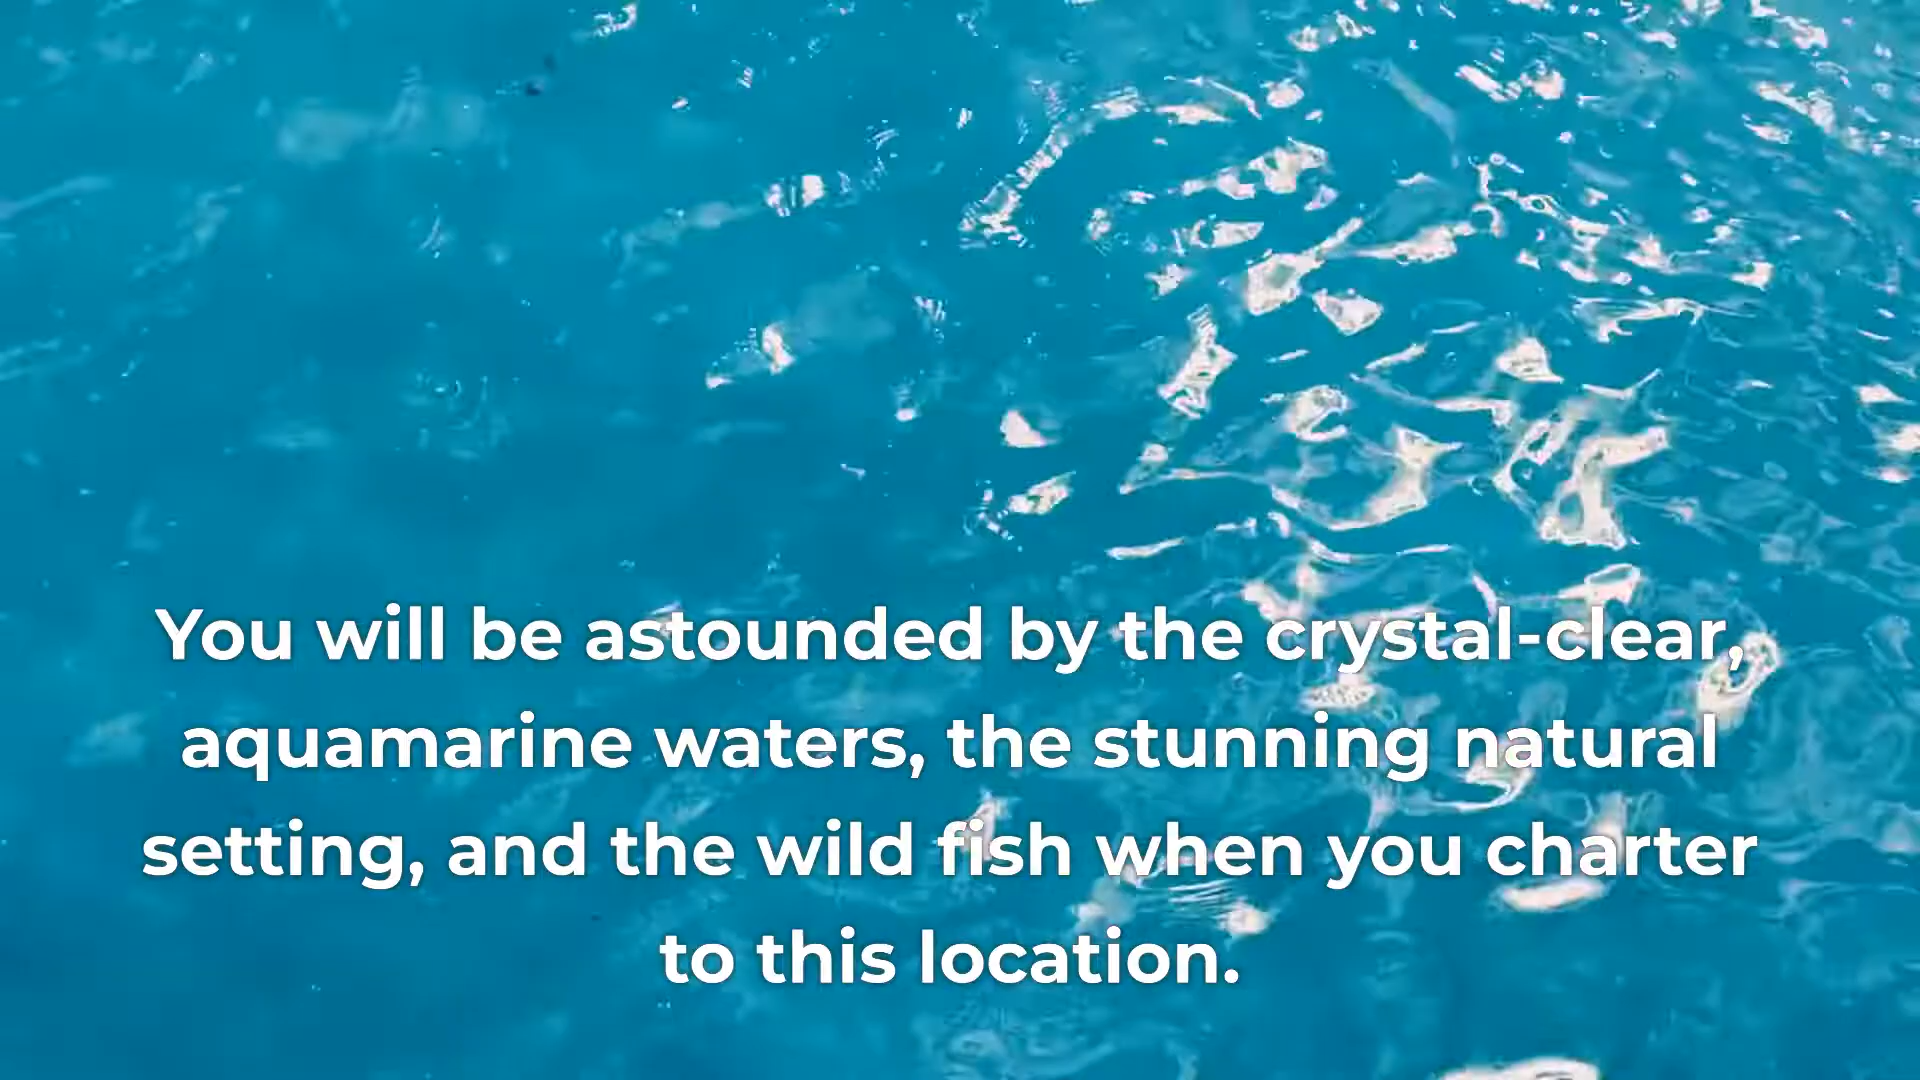 You will be astounded by the crystal-clear,
aquamarine waters, the stunning natural
setting, and the wild fish when you charter
to this location.